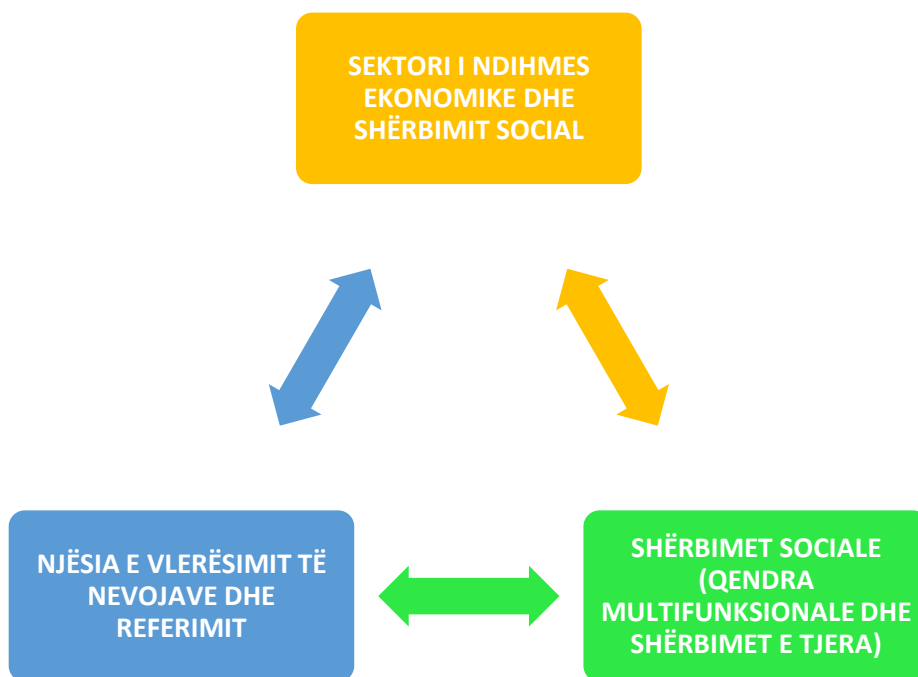 SEKTORI I NDIHMES
EKONOMIKE DHE
SHËRBIMIT SOCIAL
NJËSIA E VLERËSIMIT TË
NEVOJAVE DHE
REFERIMIT
SHËRBIMET SOCIALE
(QENDRA
MULTIFUNKSIONALE DHE
SHËRBIMET E TJERA)